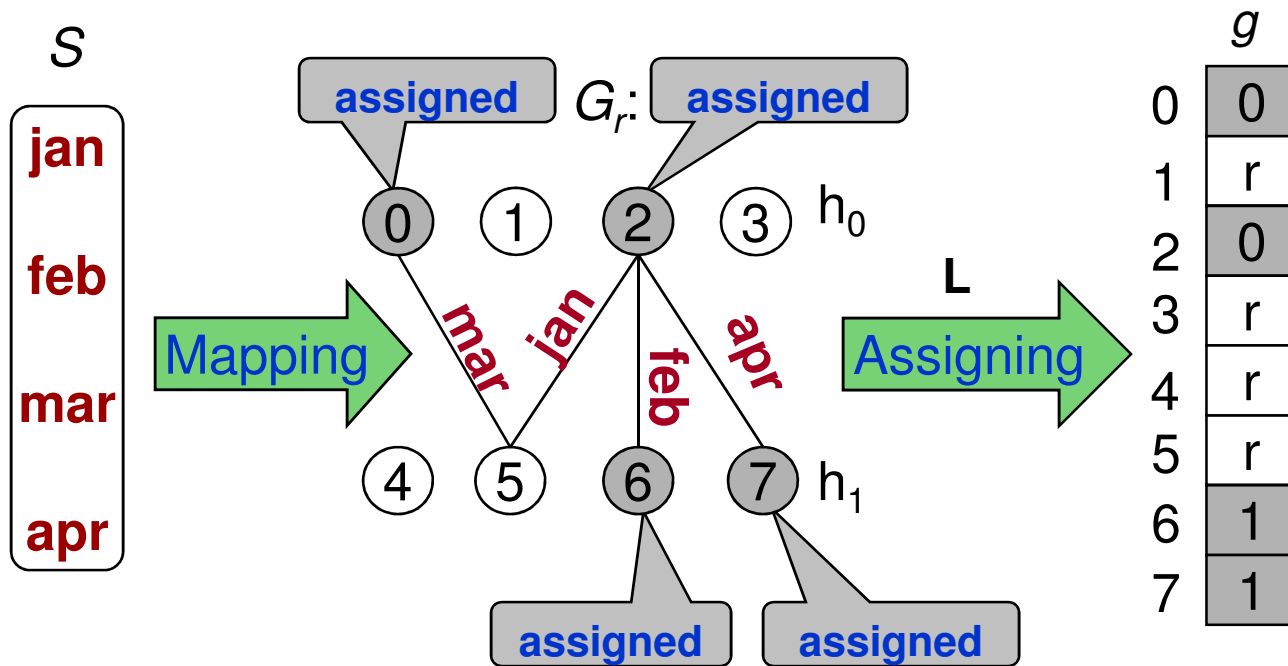 S
jan
feb
mar
apr
Mapping
assigned
Gr:
assigned
0 1 2 3 h0
mar
jan
feb
apr
4 5 6 7 h1
assigned
assigned
L
Assigning
g
0 0
1 r
2 0
3 r
4 r
5 r
6 1
7 1